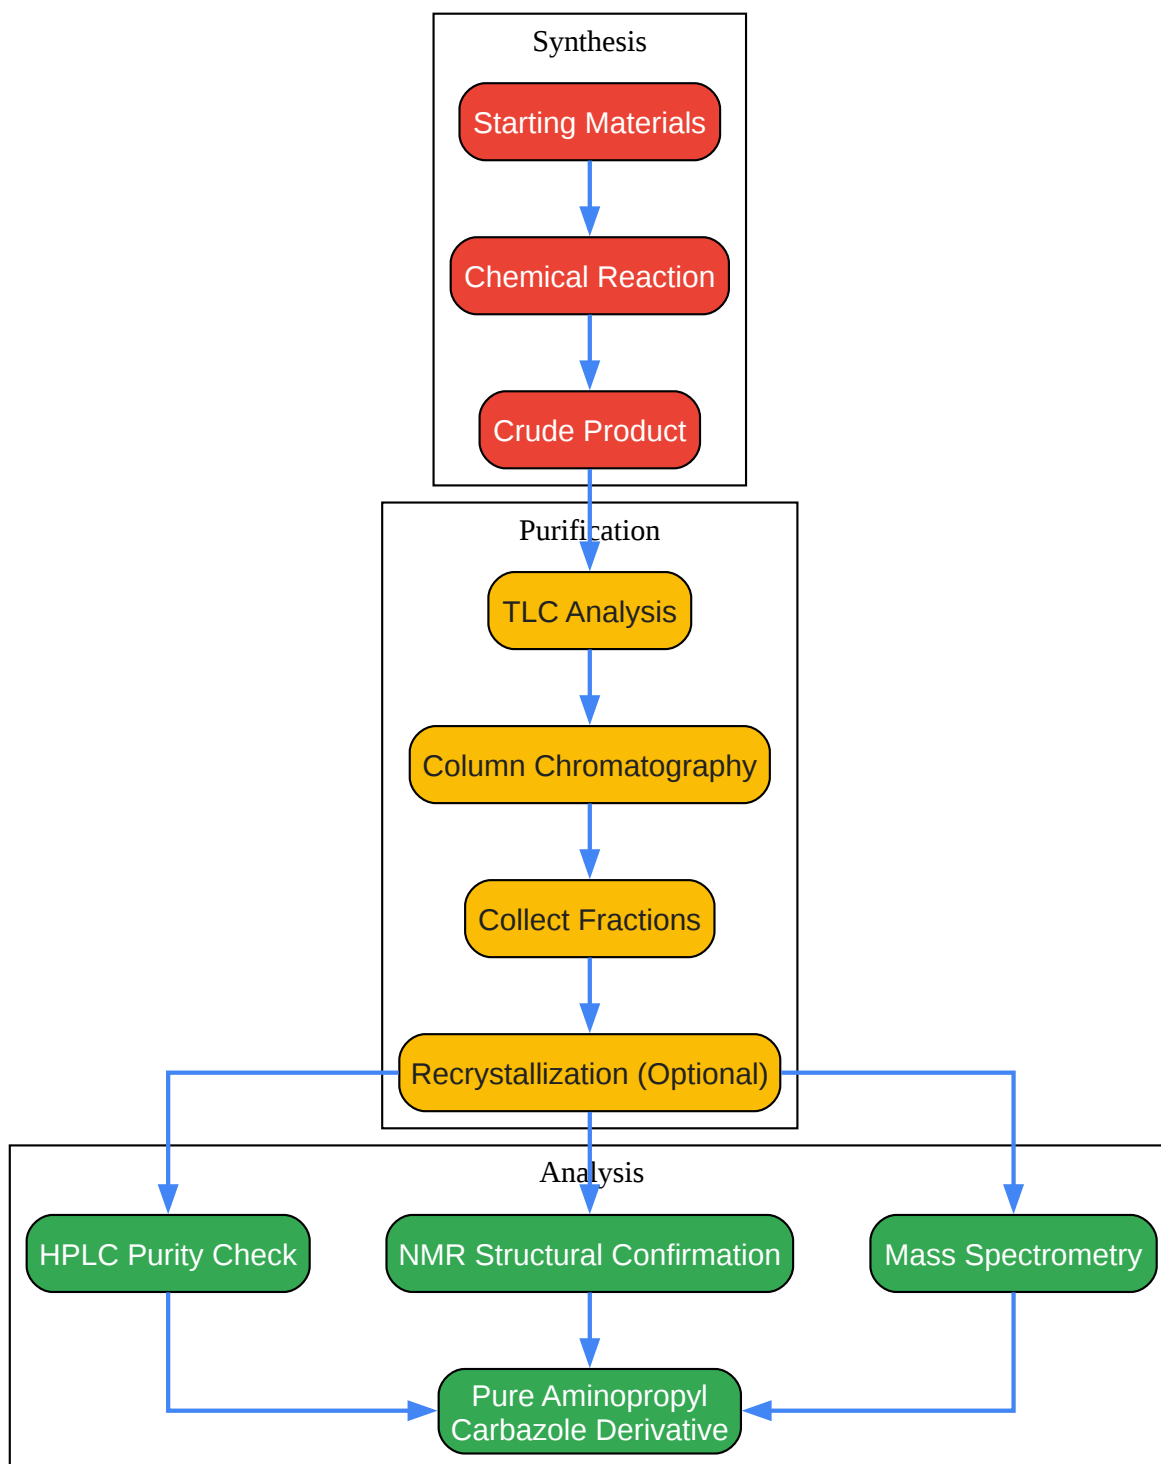 Synthesis
Starting Materials
Chemical Reaction
Crude Product
Purification
TLC Analysis
Column Chromatography
Collect Fractions
Recrystallization (Optional)
Analysis
HPLC Purity Check
NMR Structural Confirmation
Mass Spectrometry
Pure Aminopropyl
Carbazole Derivative